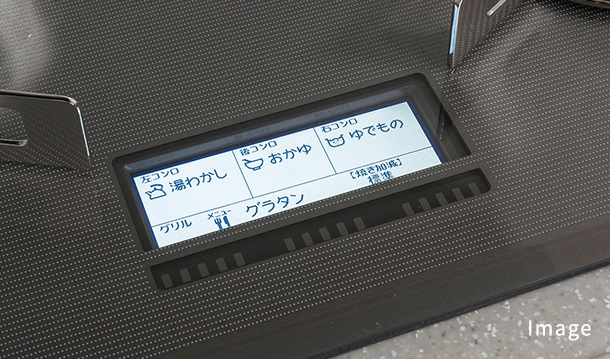 左コンロ
湯わかし
後コンロ
おかゆ
右コンロ
ゆでもの
グリル
メニュー
グラタン
[焼き加減]
標準
Image